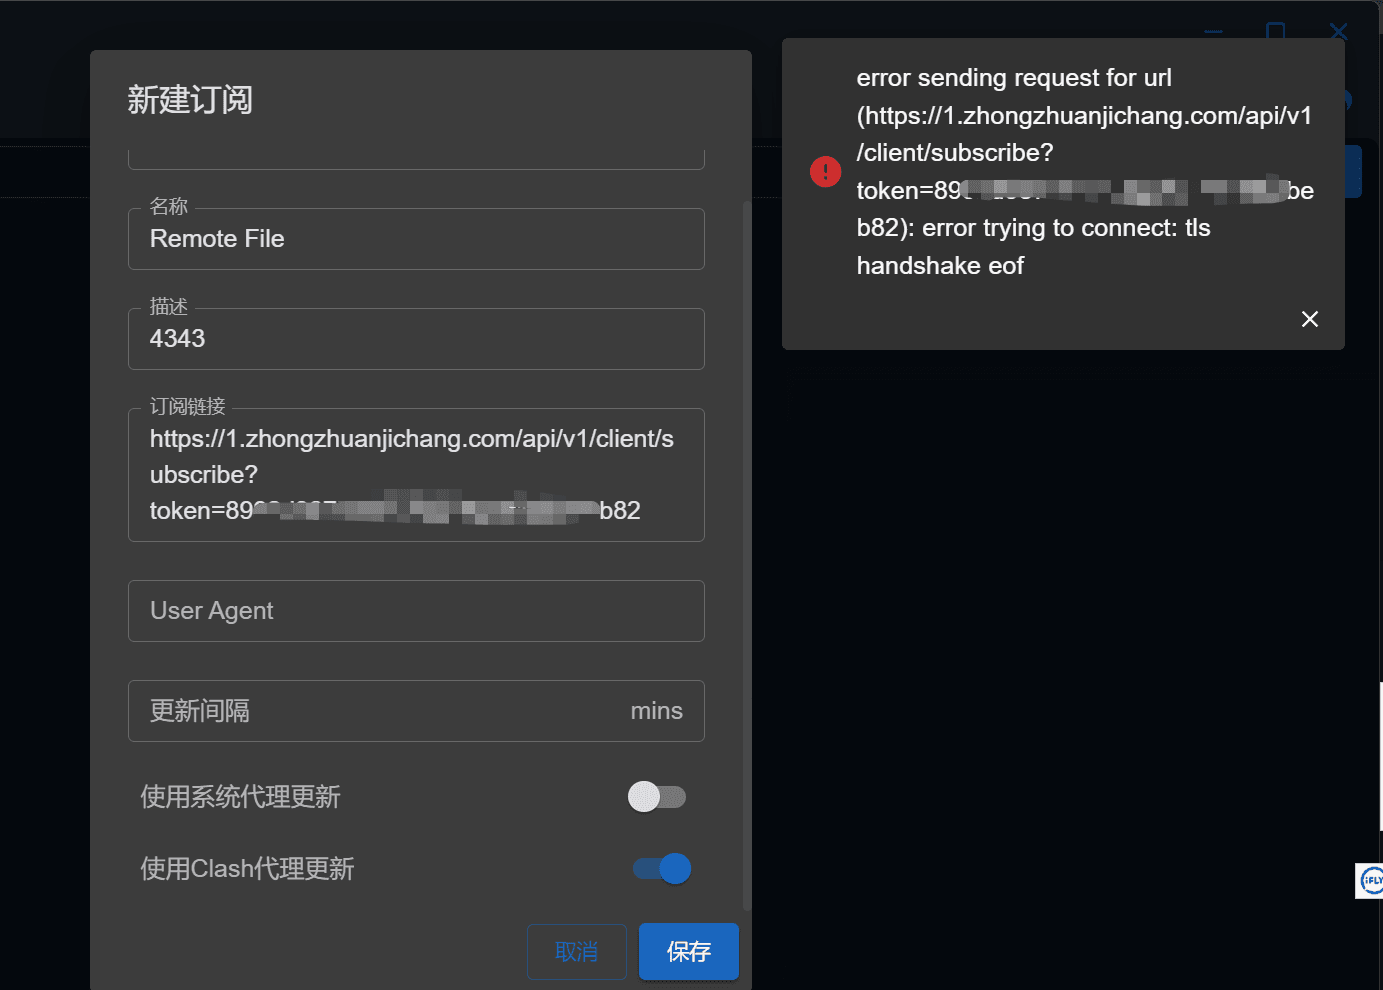 新建订阅
名称
Remote File
描述
4343
订阅链接
https://1.zhongzhuanjichang.com/api/v1/client/s
ubscribe?
token=89
b82
User Agent
更新间隔
mins
使用系统代理更新
使用Clash代理更新
取消
保存
error sending request for url
(https://1.zhongzhuanjichang.com/api/v1
/client/subscribe?
token=89
be
b82): error trying to connect: tls
handshake eof
iFLY